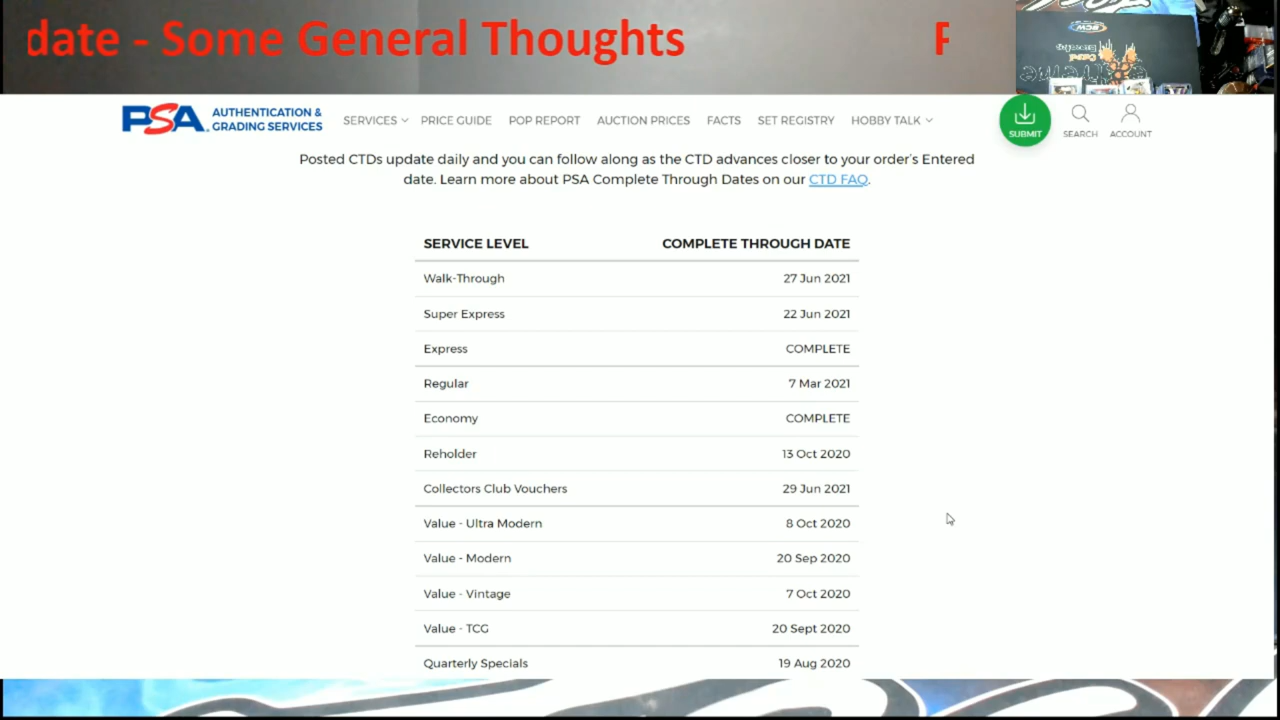 date - Some General Thoughts
PSA AUTHENTICATION &
GRADING SERVICES
SERVICES PRICE GUIDE POP REPORT AUCTION PRICES FACTS SET REGISTRY HOBBY TALK SUBMIT SEARCH ACCOUNT
Posted CTDs update daily and you can follow along as the CTD advances closer to your order's Entered
date. Learn more about PSA Complete Through Dates on our CTD FAQ.
SERVICE LEVEL COMPLETE THROUGH DATE
Walk-Through 27 Jun 2021
Super Express 22 Jun 2021
Express COMPLETE
Regular 7 Mar 2021
Economy COMPLETE
Reholder 13 Oct 2020
Collectors Club Vouchers 29 Jun 2021
Value - Ultra Modern 8 Oct 2020
Value - Modern 20 Sep 2020
Value - Vintage 7 Oct 2020
Value - TCG 20 Sept 2020
Quarterly Specials 19 Aug 2020